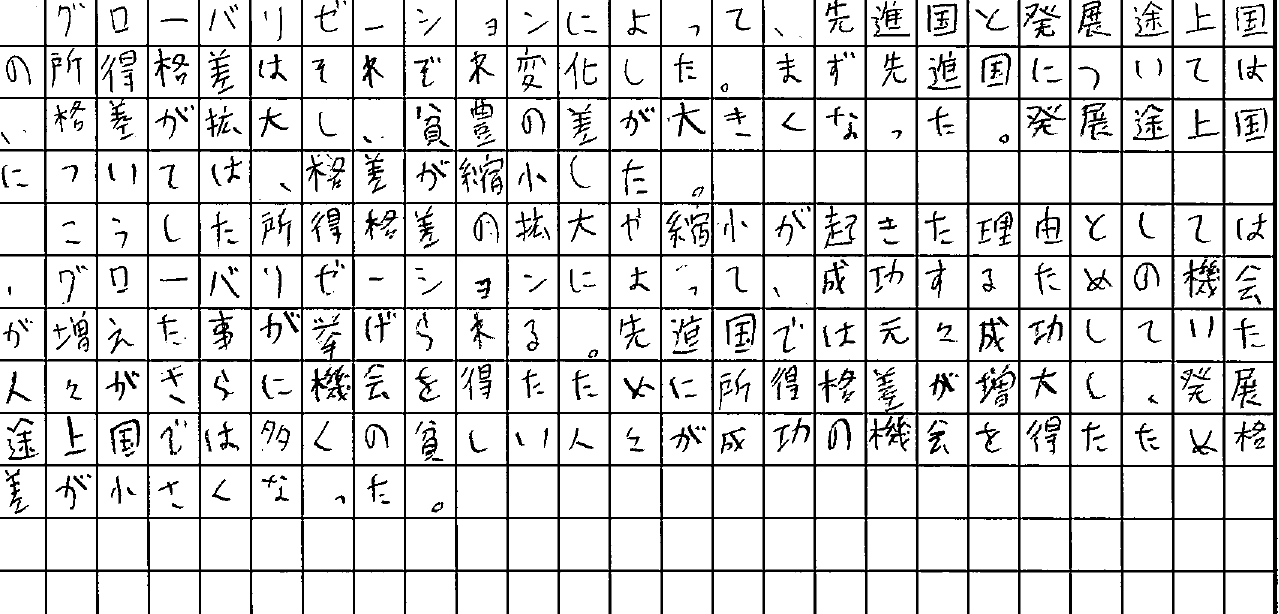 グローバリゼーションによって、先進国と発展途上国
の所得格差はそれぞれ変化した。まず先進国については
、格差が拡大し、貧豊の差が大きくなった。発展途上国
については、格差が縮小した。
こうした所得格差の拡大や縮小が起きた理由としては
、グローバリゼーションによって、成功するための機会
が増えた事が挙げられる。先進国では元々成功していた
人々がさらに機会を得たために所得格差が増大し、発展
途上国では多くの貧しい人々が成功の機会を得たため格
差が小さくなった。